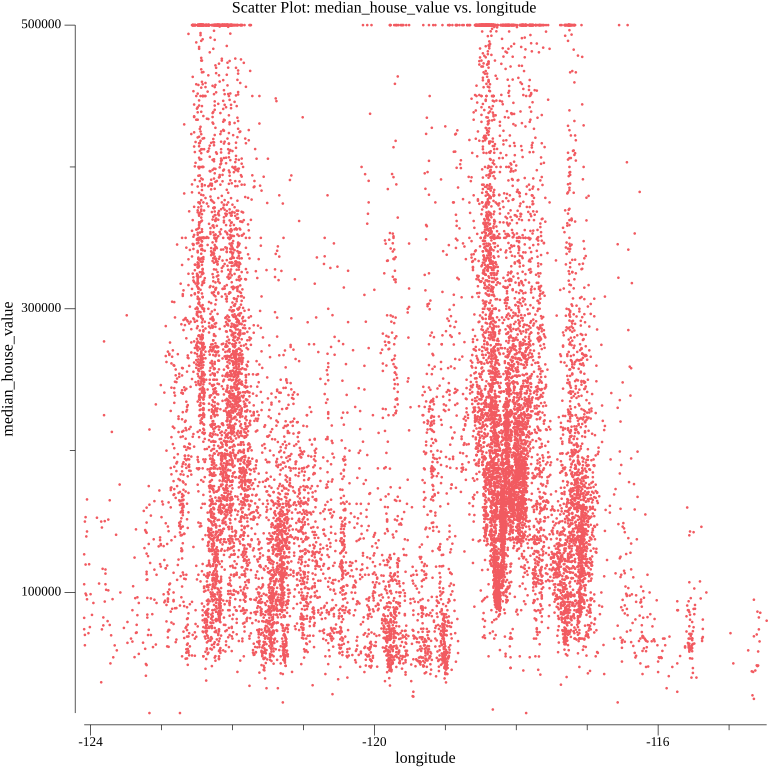 Scatter Plot: median_house_value vs. longitude
500000
300000
100000
median_house_value
-124
-120
-116
longitude